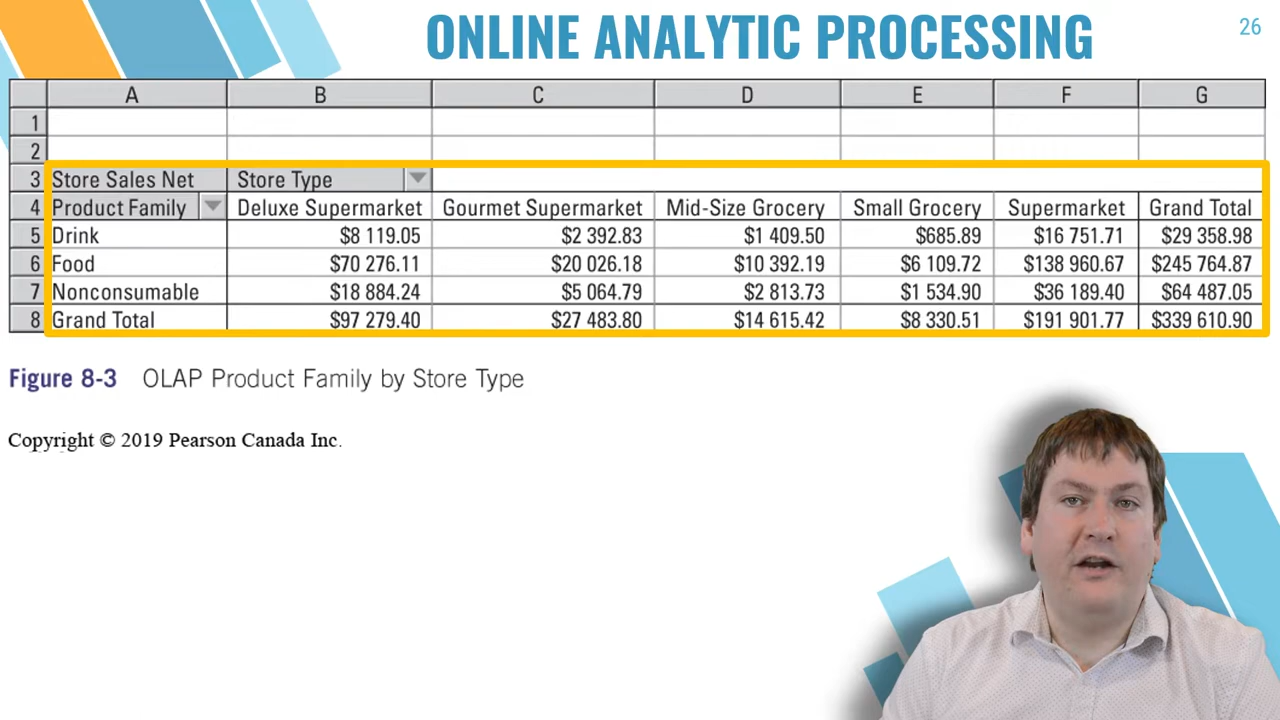 ONLINE ANALYTIC PROCESSING
26
A B C D E F G
1
2
3 Store Sales Net Store Type
4 Product Family Deluxe Supermarket Gourmet Supermarket Mid-Size Grocery Small Grocery Supermarket Grand Total
5 Drink $8 119.05 $2 392.83 $1 409.50 $685.89 $16 751.71 $29 358.98
6 Food $70 276.11 $20 026.18 $10 392.19 $6 109.72 $138 960.67 $245 764.87
7 Nonconsumable $18 884.24 $5 064.79 $2 813.73 $1 534.90 $36 189.40 $64 487.05
8 Grand Total $97 279.40 $27 483.80 $14 615.42 $8 330.51 $191 901.77 $339 610.90
Figure 8-3 OLAP Product Family by Store Type
Copyright © 2019 Pearson Canada Inc.